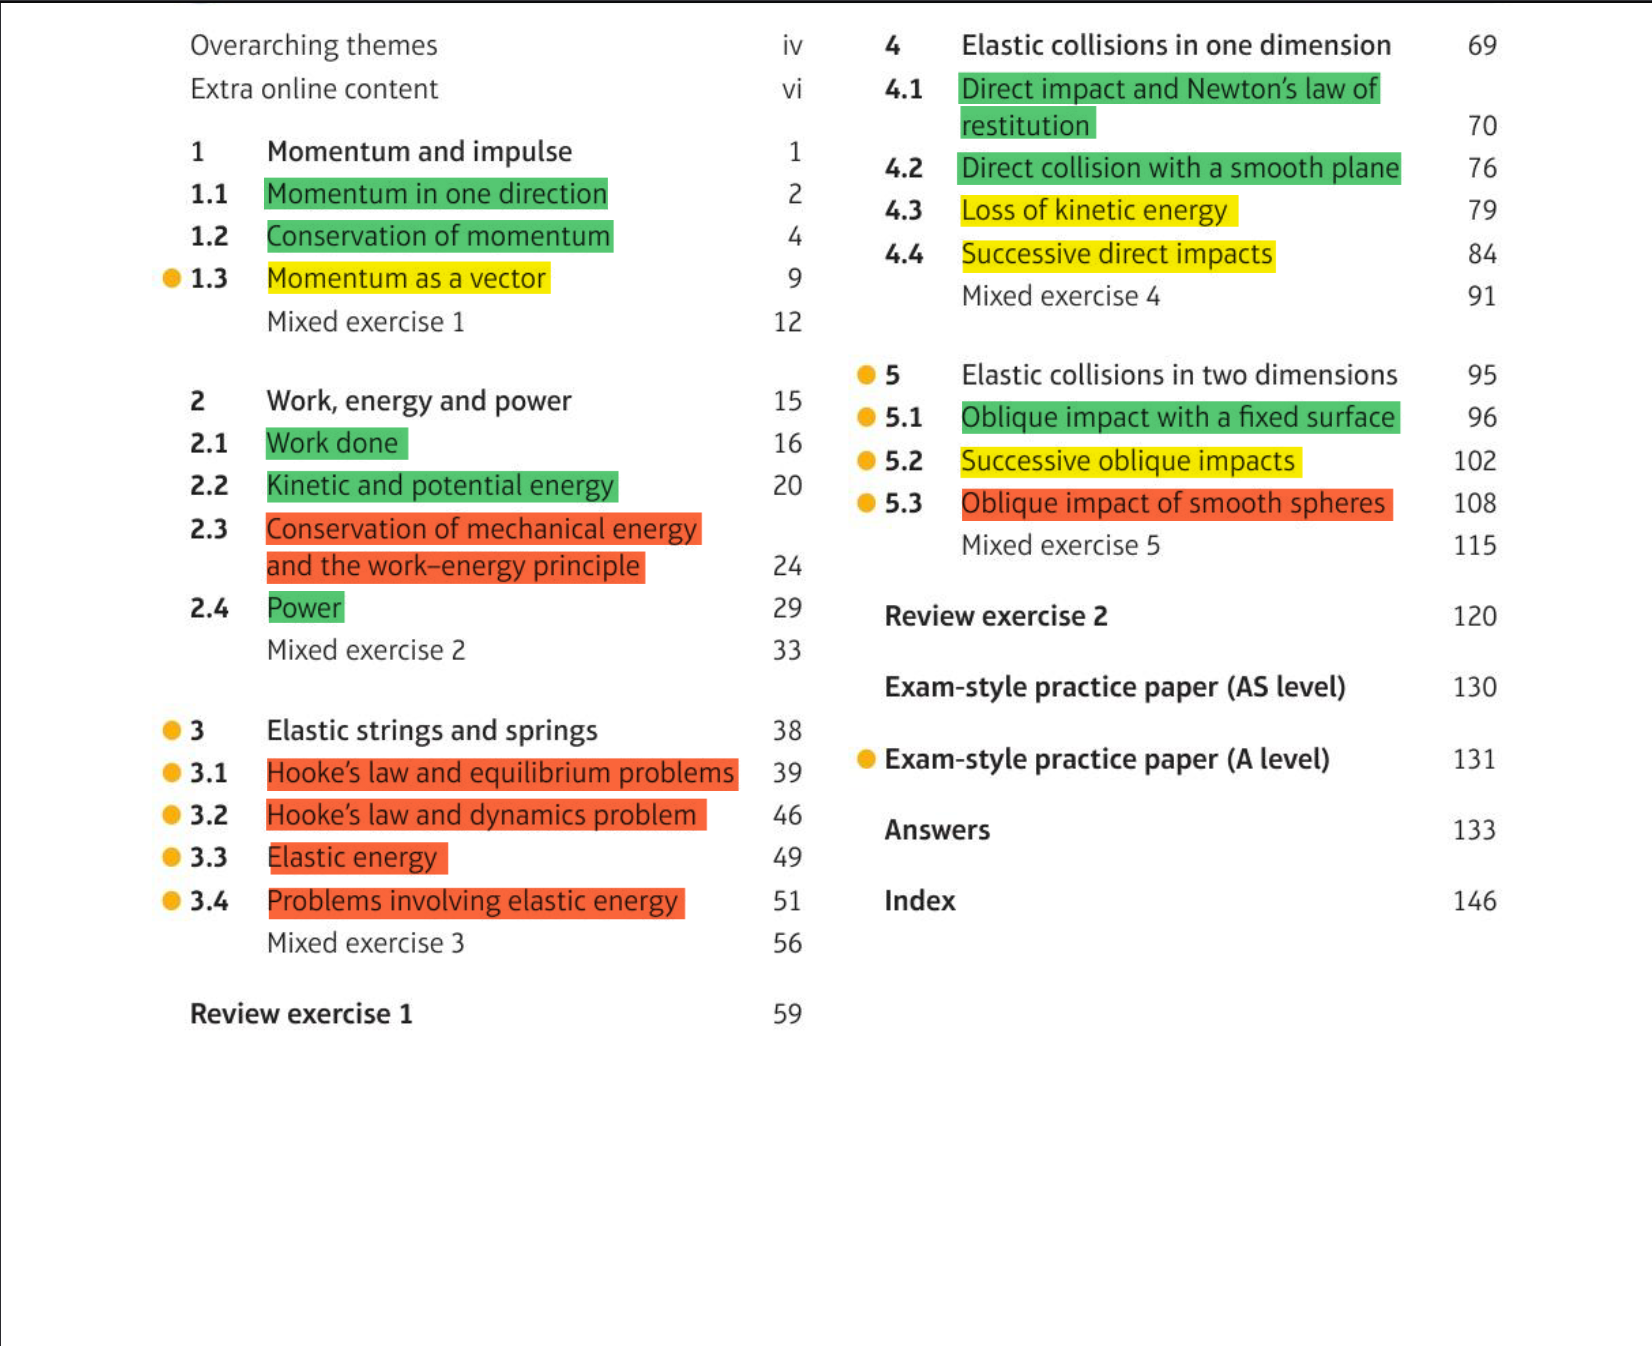 Overarching themes iv
Extra online content vi
1 Momentum and impulse 1
1.1 Momentum in one direction 2
1.2 Conservation of momentum 4
1.3 Momentum as a vector 9
Mixed exercise 1 12
2 Work, energy and power 15
2.1 Work done 16
2.2 Kinetic and potential energy 20
2.3 Conservation of mechanical energy
and the work–energy principle 24
2.4 Power 29
Mixed exercise 2 33
3 Elastic strings and springs 38
3.1 Hooke’s law and equilibrium problems 39
3.2 Hooke’s law and dynamics problem 46
3.3 Elastic energy 49
3.4 Problems involving elastic energy 51
Mixed exercise 3 56
Review exercise 1 59
4 Elastic collisions in one dimension 69
4.1 Direct impact and Newton’s law of
restitution 70
4.2 Direct collision with a smooth plane 76
4.3 Loss of kinetic energy 79
4.4 Successive direct impacts 84
Mixed exercise 4 91
5 Elastic collisions in two dimensions 95
5.1 Oblique impact with a fixed surface 96
5.2 Successive oblique impacts 102
5.3 Oblique impact of smooth spheres 108
Mixed exercise 5 115
Review exercise 2 120
Exam-style practice paper (AS level) 130
Exam-style practice paper (A level) 131
Answers 133
Index 146